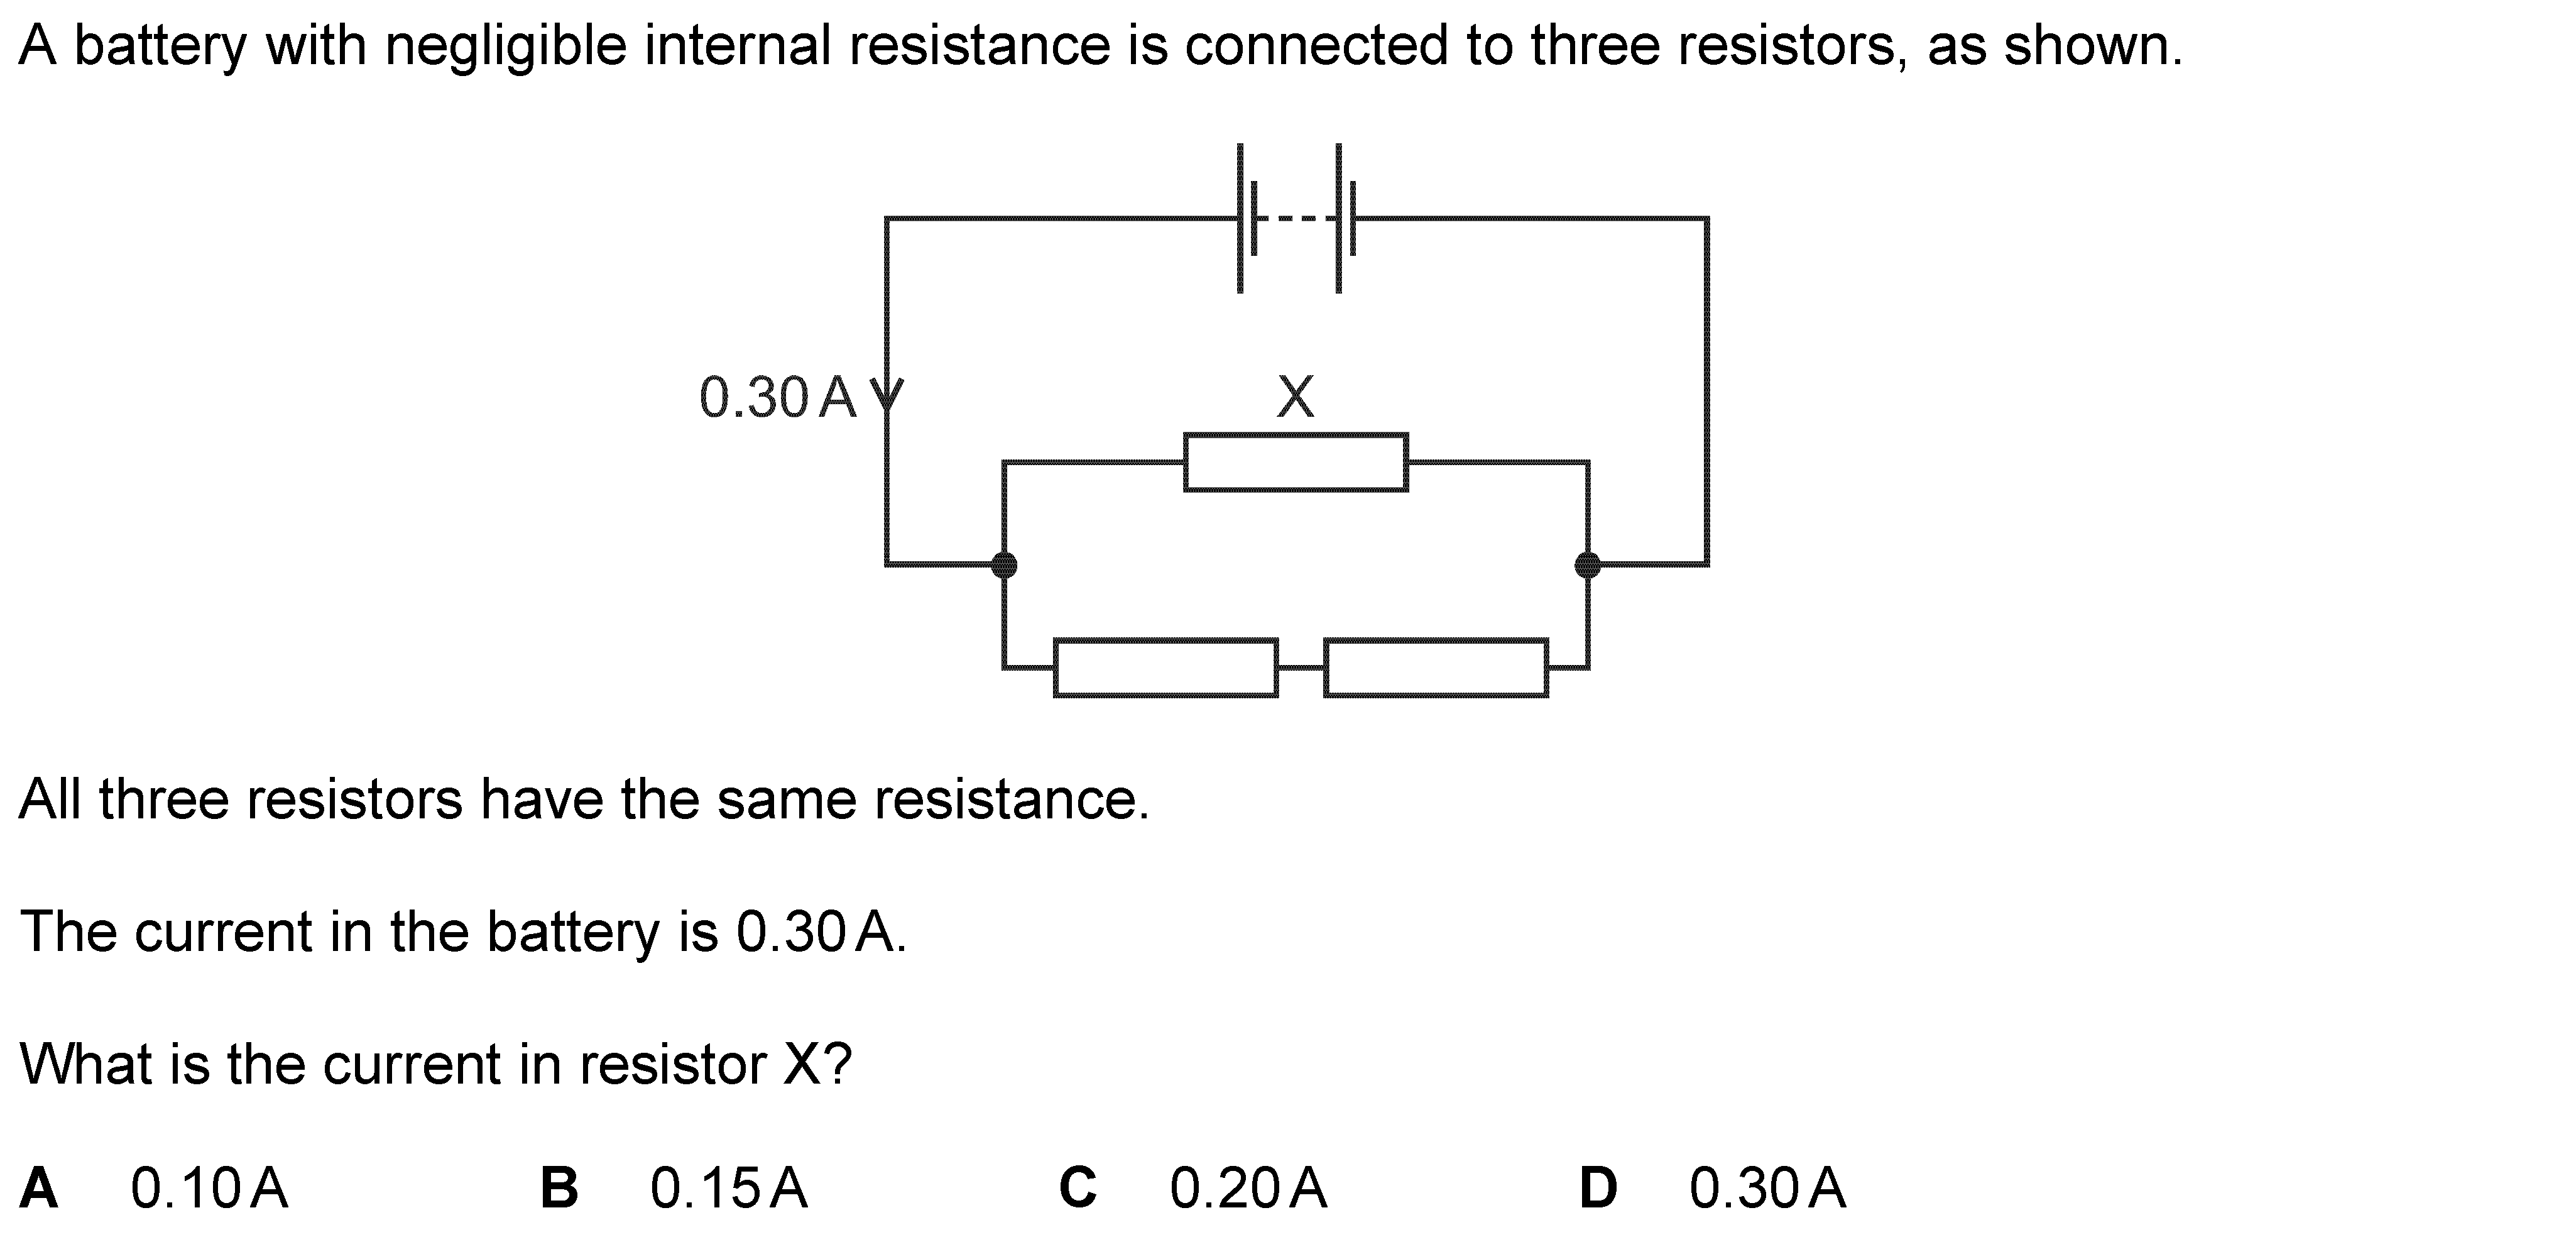 A battery with negligible internal resistance is connected to three resistors, as shown.
0.30 A
X
All three resistors have the same resistance.
The current in the battery is 0.30 A.
What is the current in resistor X?
A 0.10 A B 0.15 A C 0.20 A D 0.30 A